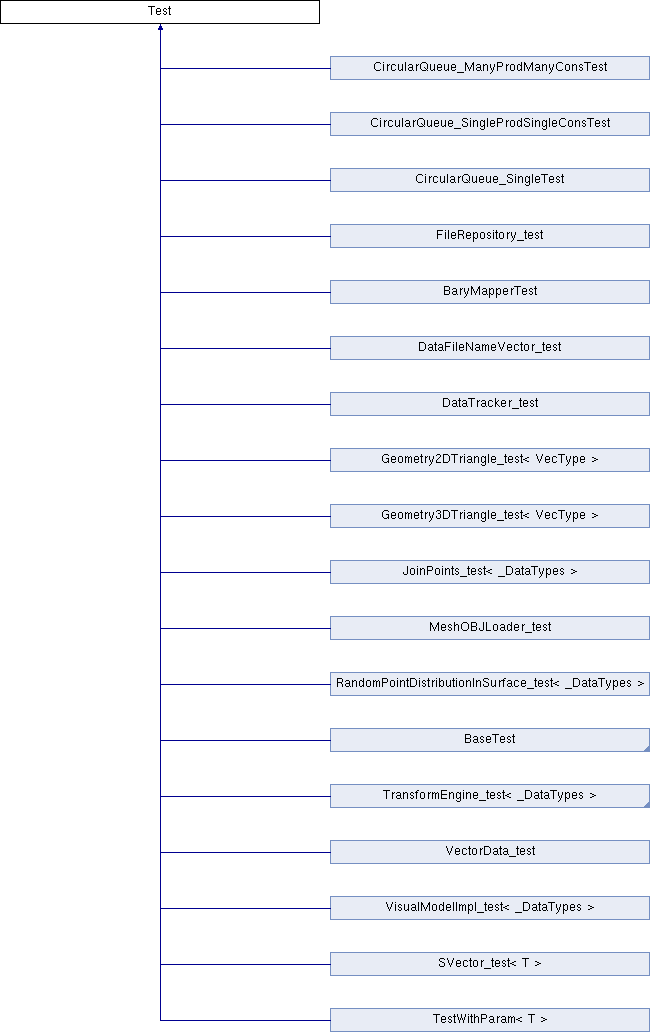 Test
CircularQueue_ManyProdManyConsTest
CircularQueue_SingleProdSingleConsTest
CircularQueue_SingleTest
FileRepository_test
BaryMapperTest
DataFileNameVector_test
DataTracker_test
Geometry2DTriangle_test< VecType >
Geometry3DTriangle_test< VecType >
JoinPoints_test< _DataTypes >
MeshOBJLoader_test
RandomPointDistributionInSurface_test< _DataTypes >
BaseTest
TransformEngine_test< _DataTypes >
VectorData_test
VisualModelImpl_test< _DataTypes >
SVector_test< T >
TestWithParam< T >